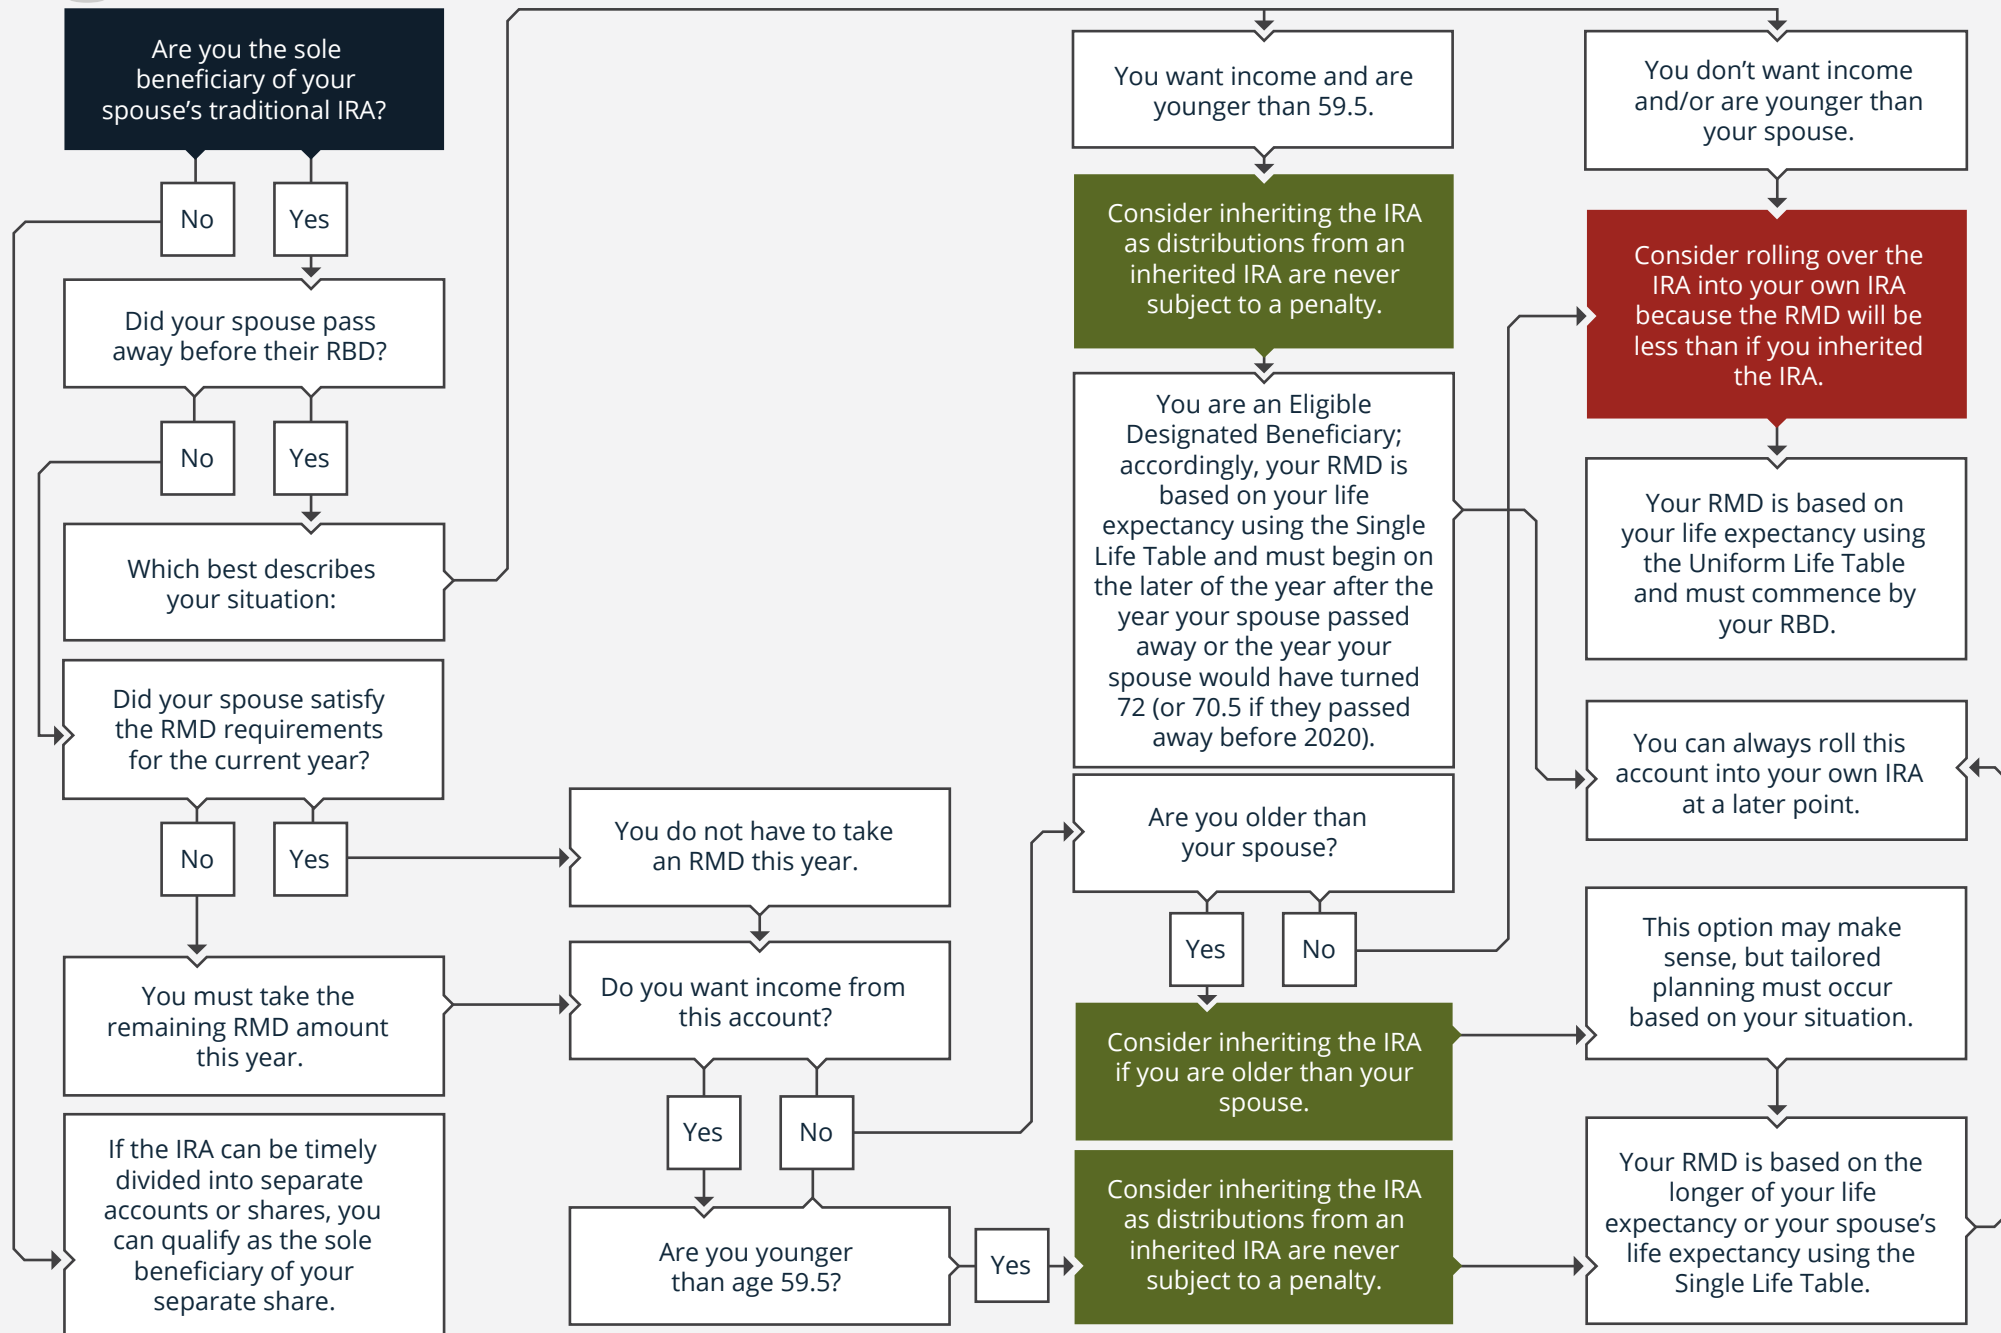 Are you the sole
beneficiary of your
spouse’s traditional IRA?
No
Yes
Did your spouse pass
away before their RBD?
No
Yes
Which best describes
your situation:
Did your spouse satisfy
the RMD requirements
for the current year?
No
Yes
You must take the
remaining RMD amount
this year.
If the IRA can be timely
divided into separate
accounts or shares, you
can qualify as the sole
beneficiary of your
separate share.
You do not have to take
an RMD this year.
Do you want income from
this account?
Yes
No
Are you younger
than age 59.5?
Yes
You want income and are
younger than 59.5.
Consider inheriting the IRA
as distributions from an
inherited IRA are never
subject to a penalty.
You are an Eligible
Designated Beneficiary;
accordingly, your RMD is
based on your life
expectancy using the Single
Life Table and must begin on
the later of the year after the
year your spouse passed
away or the year your
spouse would have turned
72 (or 70.5 if they passed
away before 2020).
Are you older than
your spouse?
Yes
No
Consider inheriting the IRA
if you are older than your
spouse.
Consider inheriting the IRA
as distributions from an
inherited IRA are never
subject to a penalty.
You don’t want income
and/or are younger than
your spouse.
Consider rolling over the
IRA into your own IRA
because the RMD will be
less than if you inherited
the IRA.
Your RMD is based on
your life expectancy using
the Uniform Life Table
and must commence by
your RBD.
You can always roll this
account into your own IRA
at a later point.
This option may make
sense, but tailored
planning must occur
based on your situation.
Your RMD is based on the
longer of your life
expectancy or your spouse’s
life expectancy using the
Single Life Table.